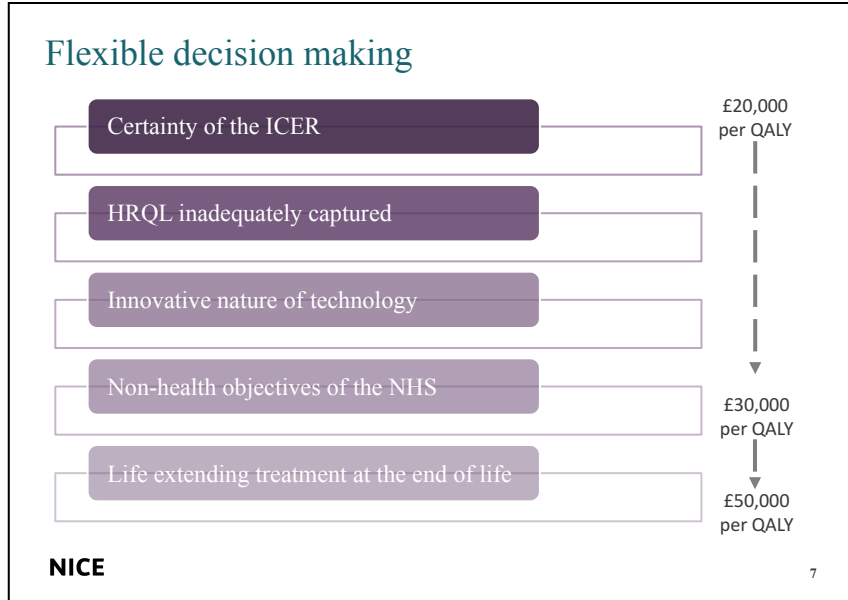 Flexible decision making
Certainty of the ICER
£20,000
per QALY
HRQL inadequately captured
Innovative nature of technology
Non-health objectives of the NHS
£30,000
per QALY
Life extending treatment at the end of life
£50,000
per QALY
NICE
7